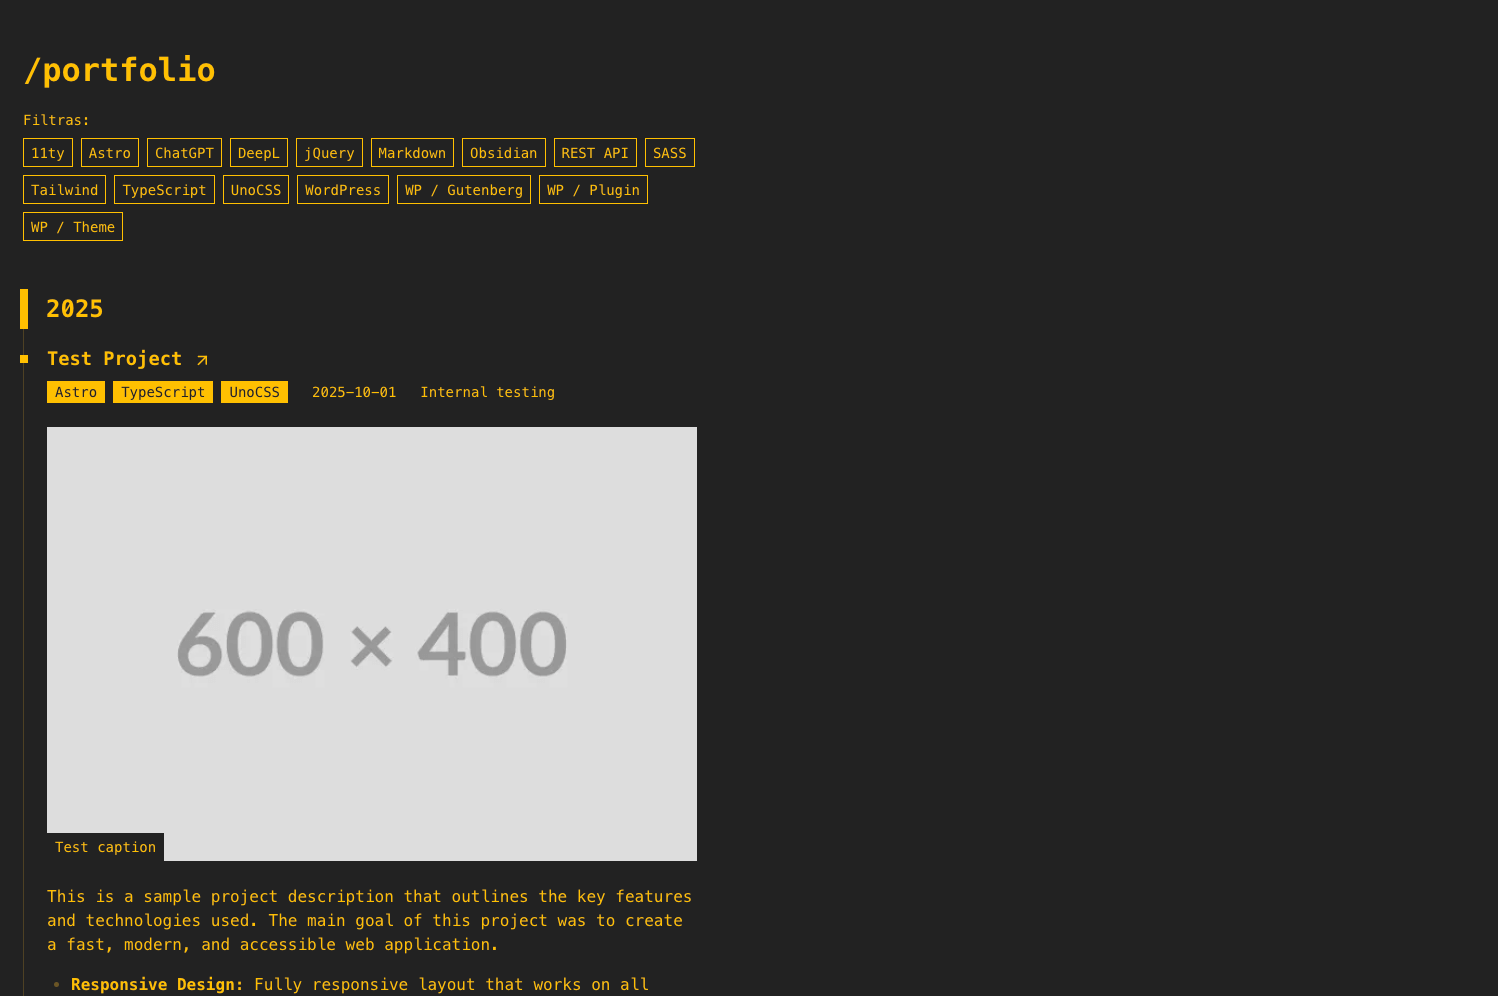 /portfolio
Filtras:
11ty Astro ChatGPT DeepL jQuery Markdown Obsidian REST API SASS
Tailwind TypeScript UnoCSS WordPress WP / Gutenberg WP / Plugin
WP / Theme
2025
Test Project ↗
Astro TypeScript UnoCSS 2025–10–01 Internal testing
600 × 400
Test caption
This is a sample project description that outlines the key features
and technologies used. The main goal of this project was to create
a fast, modern, and accessible web application.
• Responsive Design: Fully responsive layout that works on all